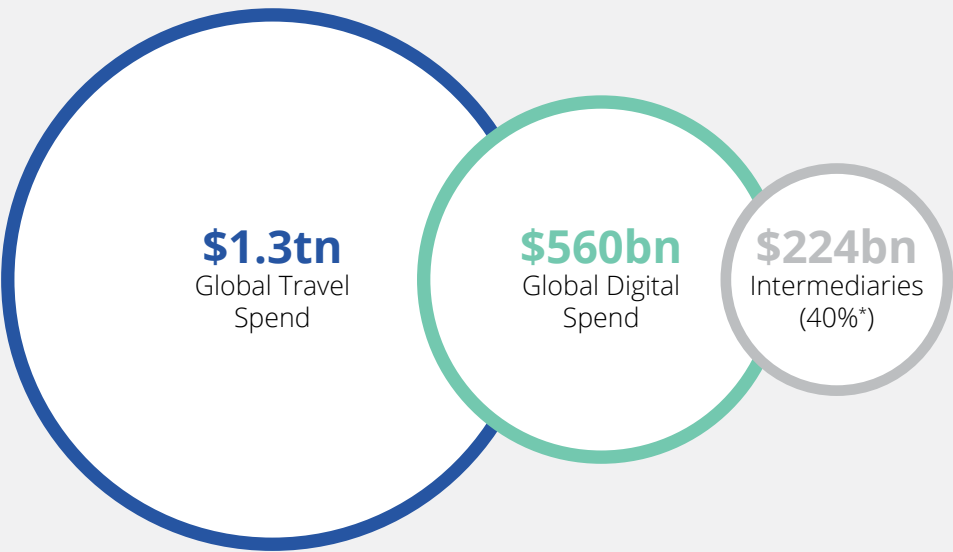 $1.3tn
Global Travel
Spend
$560bn
Global Digital
Spend
$224bn
Intermediaries
(40%*)